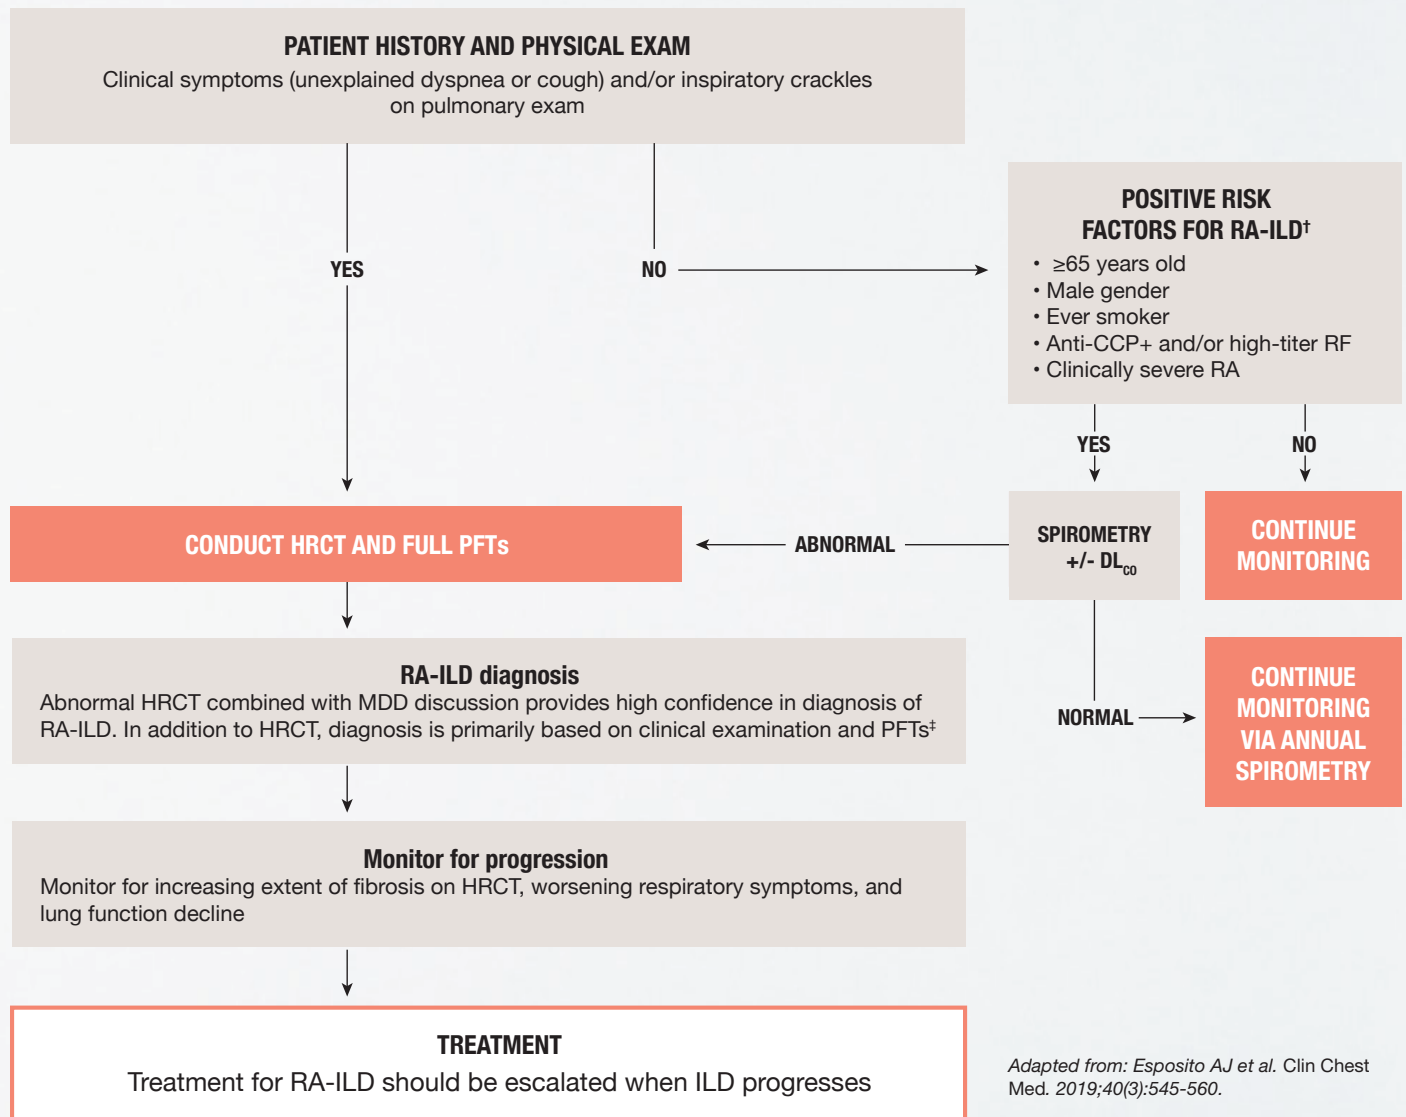 PATIENT HISTORY AND PHYSICAL EXAM
Clinical symptoms (unexplained dyspnea or cough) and/or inspiratory crackles
on pulmonary exam
YES
NO
POSITIVE RISK
FACTORS FOR RA-ILD†
• ≥65 years old
• Male gender
• Ever smoker
• Anti-CCP+ and/or high-titer RF
• Clinically severe RA
YES
NO
CONDUCT HRCT AND FULL PFTs
ABNORMAL
SPIROMETRY
+/- DLCO
CONTINUE
MONITORING
RA-ILD diagnosis
Abnormal HRCT combined with MDD discussion provides high confidence in diagnosis of
RA-ILD. In addition to HRCT, diagnosis is primarily based on clinical examination and PFTs‡
NORMAL
CONTINUE
MONITORING
VIA ANNUAL
SPIROMETRY
Monitor for progression
Monitor for increasing extent of fibrosis on HRCT, worsening respiratory symptoms, and
lung function decline
TREATMENT
Treatment for RA-ILD should be escalated when ILD progresses
Adapted from: Esposito AJ et al. Clin Chest
Med. 2019;40(3):545-560.